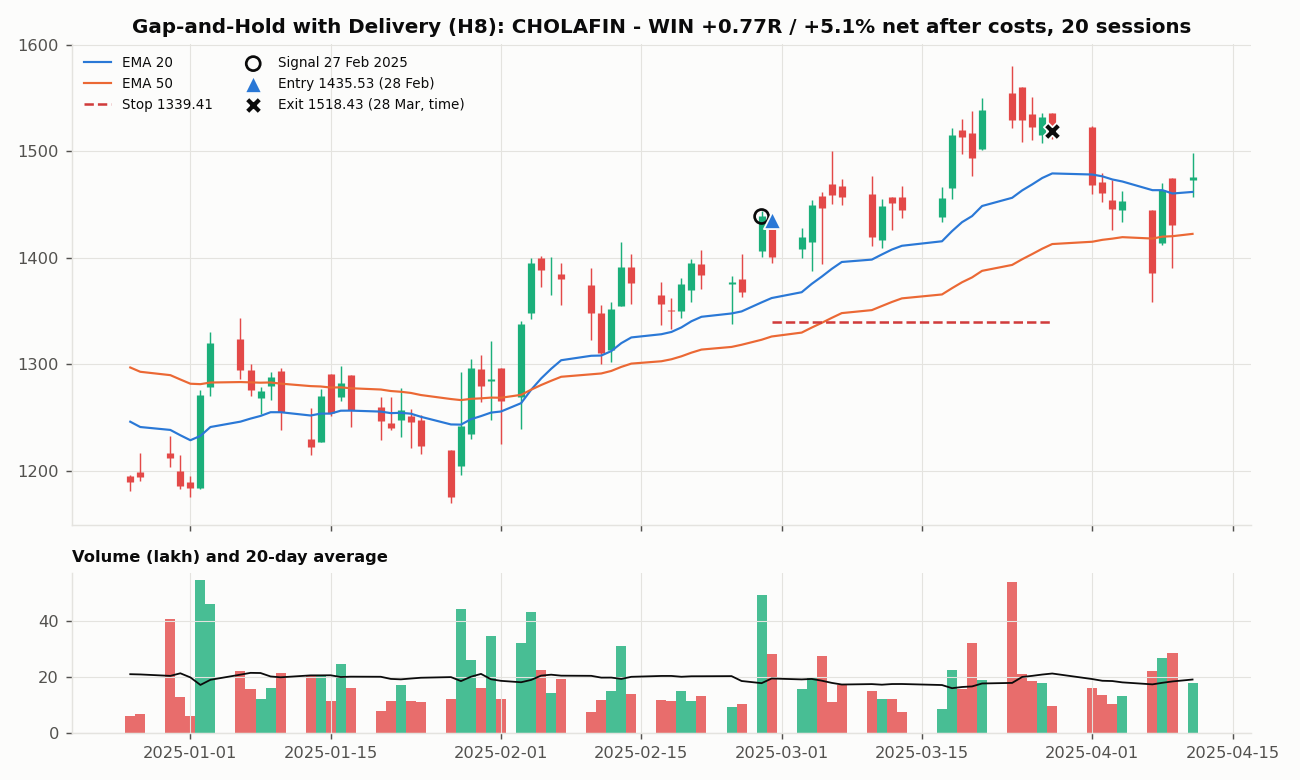 Gap-and-Hold with Delivery (H8): CHOLAFIN - WIN +0.77R / +5.1% net after costs, 20 sessions
EMA 20
EMA 50
Stop 1339.41
Signal 27 Feb 2025
Entry 1435.53 (28 Feb)
Exit 1518.43 (28 Mar, time)
1600
1500
1400
1300
1200
Volume (lakh) and 20-day average
40
20
0
2025-01-01 2025-01-15 2025-02-01 2025-02-15 2025-03-01 2025-03-15 2025-04-01 2025-04-15